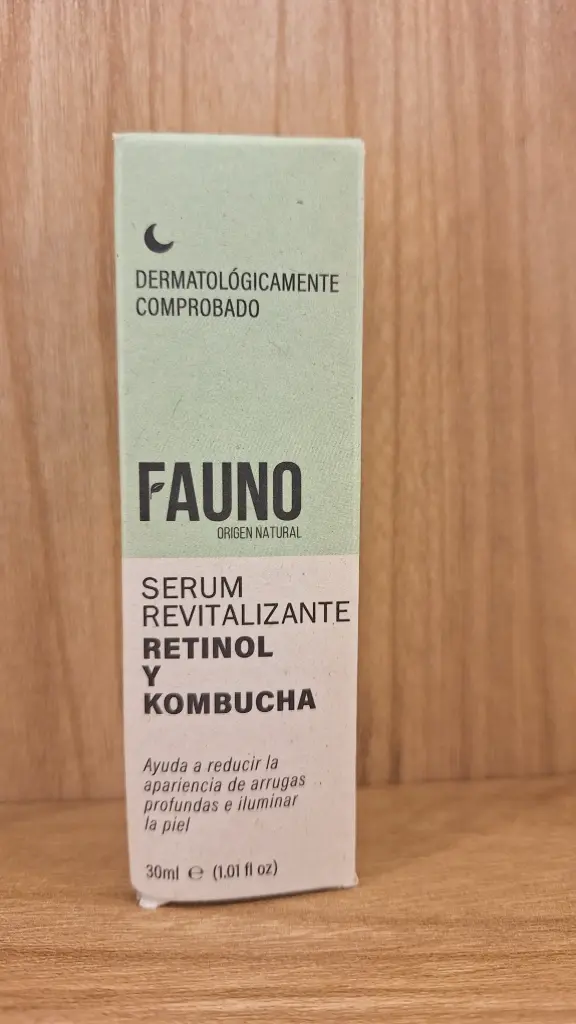 DERMATOLÓGICAMENTE
COMPROBADO
FAUNO
ORIGEN NATURAL
SERUM
REVITALIZANTE
RETINOL
Y
KOMBUCHA
Ayuda a reducir la
apariencia de arrugas
profundas e iluminar
la piel
30ml ℮ (1.01 fl oz)